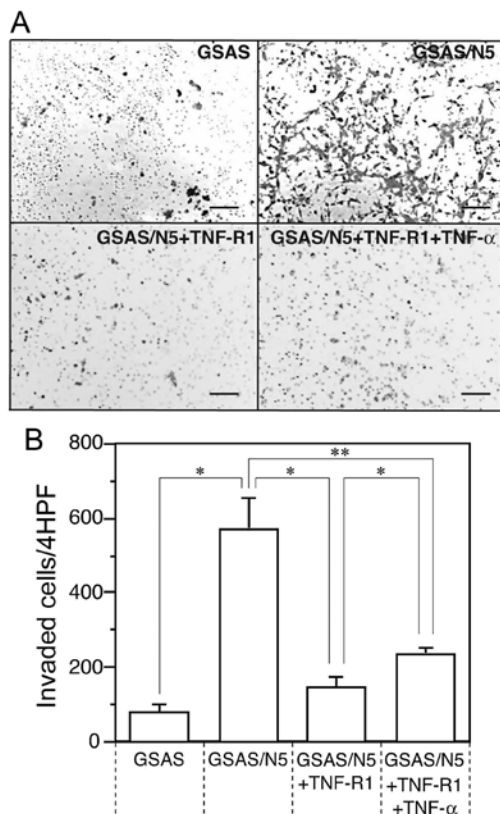 A
GSAS
GSAS/N5
GSAS/N5+TNF-R1
GSAS/N5+TNF-R1+TNF-α
B
Invaded cells/4HPF
800
600
400
200
0
*
*
**
*
GSAS
GSAS/N5
GSAS/N5
+TNF-R1
GSAS/N5
+TNF-R1
+TNF-α